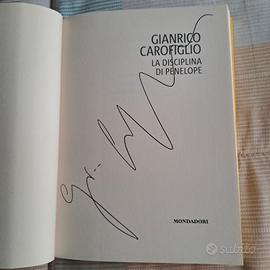 GIANRICO
CAROFIGLIO
LA DISCIPLINA
DI PENELOPE
MONDADORI
subito